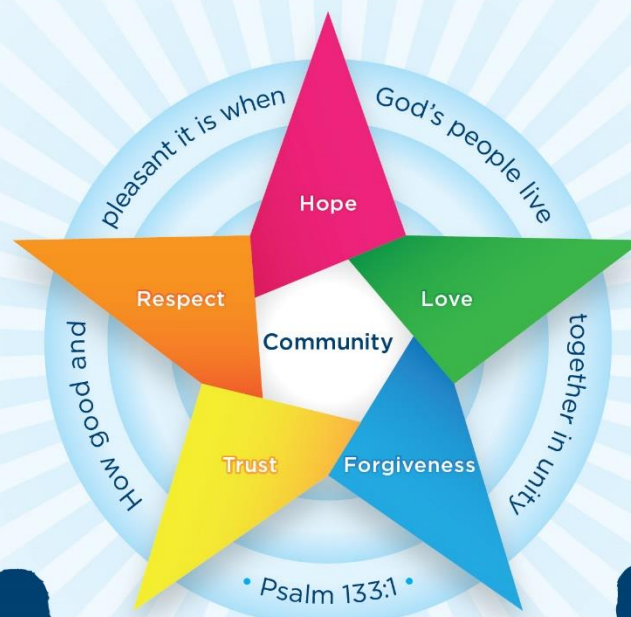 How good and pleasant it is when God's people live together in unity
• Psalm 133:1 •
Hope
Respect
Love
Community
Trust
Forgiveness